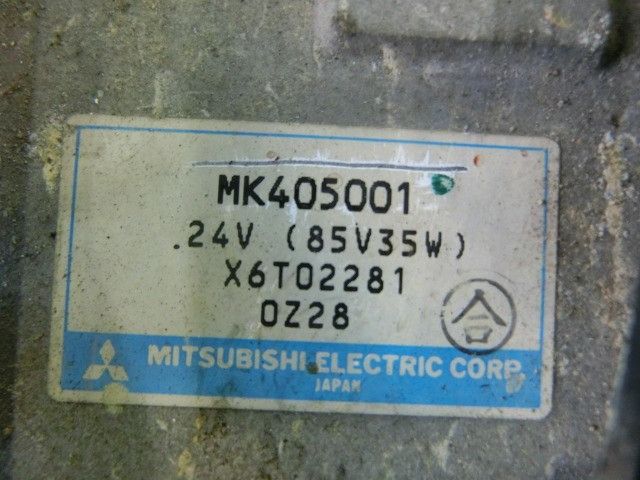 MK405001
.24V (85V35W)
X6T02281
0Z28
合
MITSUBISHI ELECTRIC CORP.
JAPAN